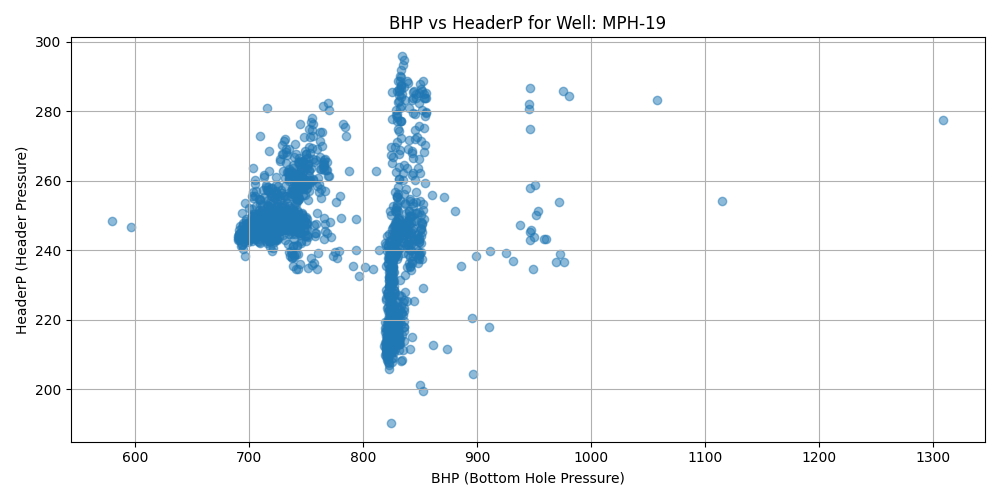 BHP vs HeaderP for Well: MPH-19
HeaderP (Header Pressure)
300
280
260
240
220
200
600 700 800 900 1000 1100 1200 1300
BHP (Bottom Hole Pressure)